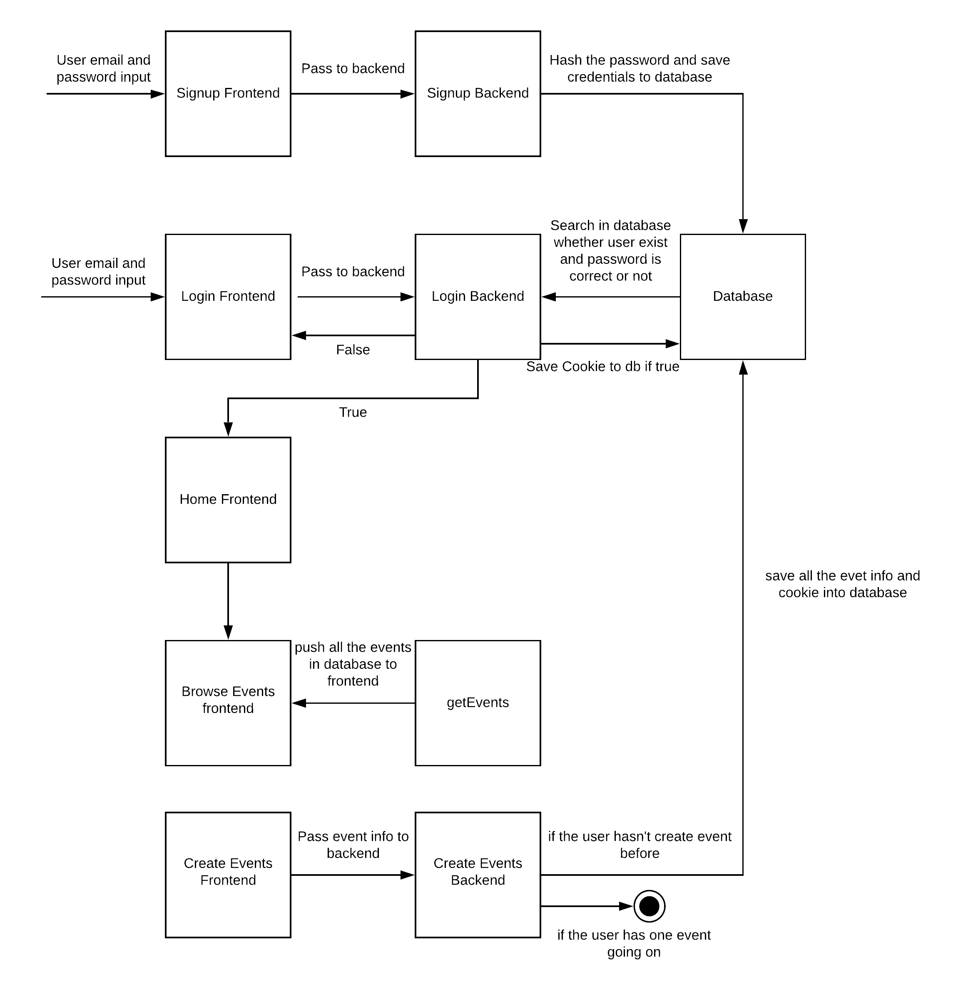 User email and
password input
Signup Frontend
Pass to backend
Signup Backend
Hash the password and save
credentials to database
User email and
password input
Login Frontend
Pass to backend
Login Backend
Search in database
whether user exist
and password is
correct or not
Database
False
Save Cookie to db if true
True
Home Frontend
save all the evet info and
cookie into database
Browse Events
frontend
push all the events
in database to
frontend
getEvents
Create Events
Frontend
Pass event info to
backend
Create Events
Backend
if the user hasn't create event
before
if the user has one event
going on